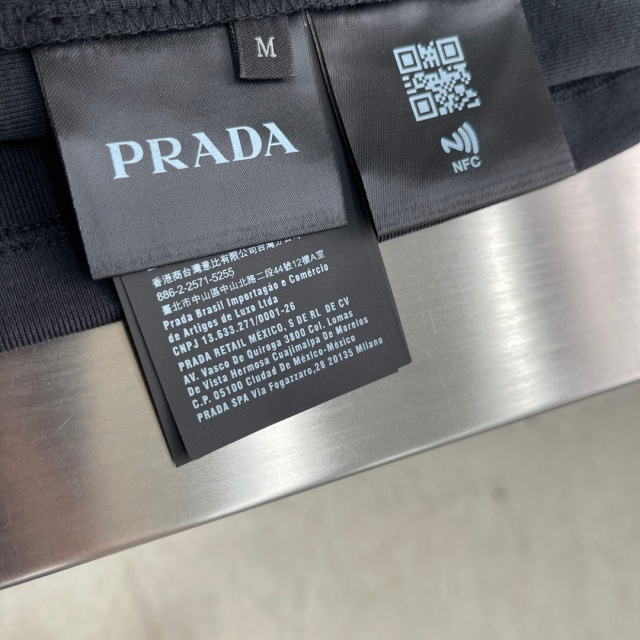 M
PRADA
NFC
886-2-2571-5255
臺北市中山區中山北路二段44號12樓入室
Prada Brasil Importação e Comércio
de Artigos de Luxo Ltda
CNPJ 13.633.271/0001-26
PRADA RETAIL MÉXICO, S DE RL DE CV
AV. Vasco De Quiroga 3800 Col. Lomas
De Vista Hermosa Cuajimalpa De Morelos
C.P. 05100 Ciudad De México México
PRADA SPA Via Fogazzaro, 28 20135 Milano